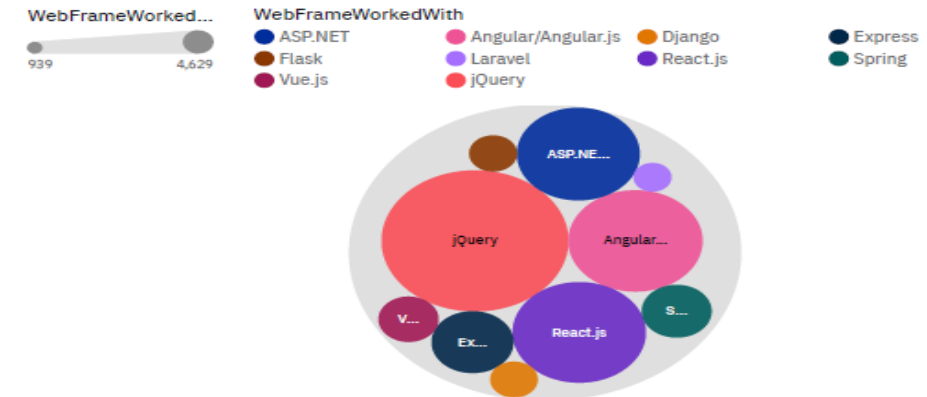 WebFrameWorked...
939 4,629
WebFrameWorkedWith
ASP.NET Angular/Angular.js Django Express
Flask Laravel React.js Spring
Vue.js jQuery
ASP.NE...
jQuery Angular...
V... S...
Ex... React.js